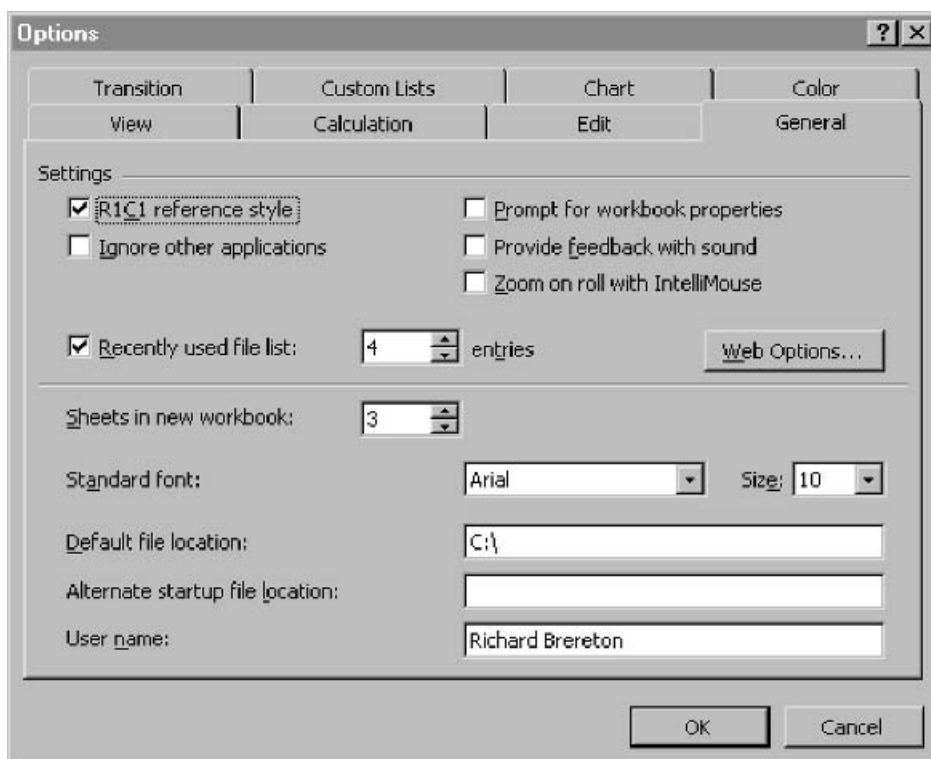 Options
Transition Custom Lists Chart Color
View Calculation Edit General
Settings
R1C1 reference style Prompt for workbook properties
Ignore other applications Provide feedback with sound
Zoom on roll with IntelliMouse
Recently used file list: 4 entries Web Options...
Sheets in new workbook: 3
Standard font: Arial Size: 10
Default file location: C:\
Alternate startup file location:
User name: Richard Brereton
OK Cancel